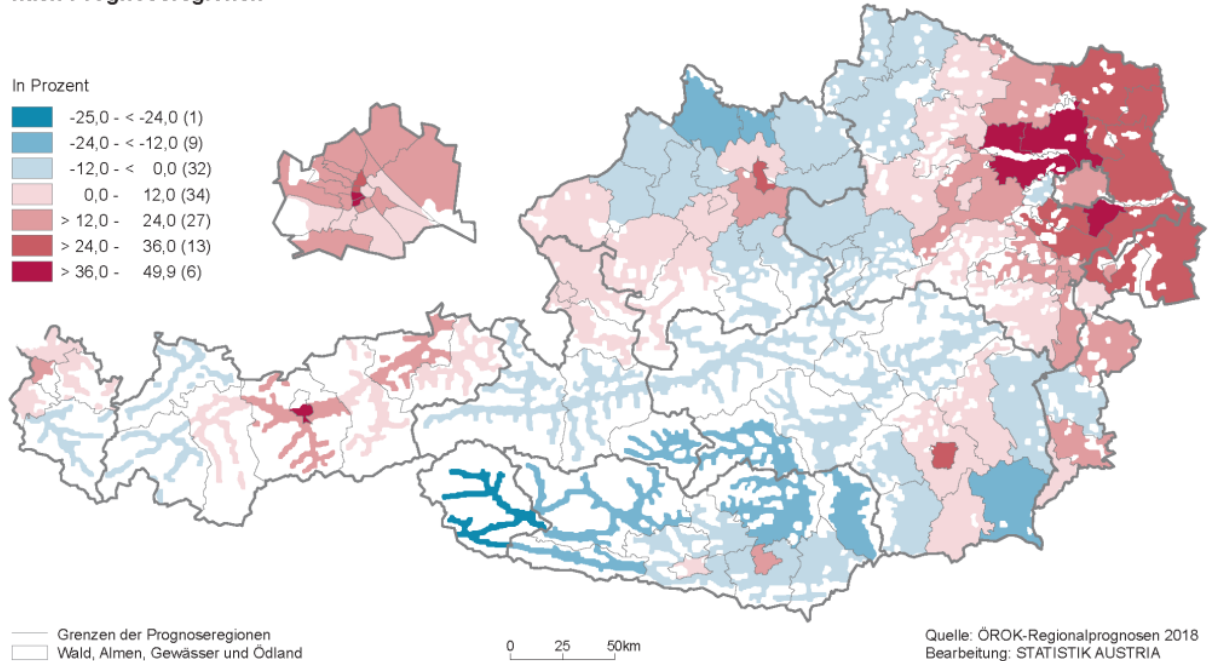 nach Prognoseregionen
In Prozent
-25,0 - < -24,0 (1)
-24,0 - < -12,0 (9)
-12,0 - < 0,0 (32)
0,0 - 12,0 (34)
> 12,0 - 24,0 (27)
> 24,0 - 36,0 (13)
> 36,0 - 49,9 (6)
Grenzen der Prognoseregionen
Wald, Almen, Gewässer und Ödland
0 25 50km
Quelle: ÖROK-Regionalprognosen 2018
Bearbeitung: STATISTIK AUSTRIA